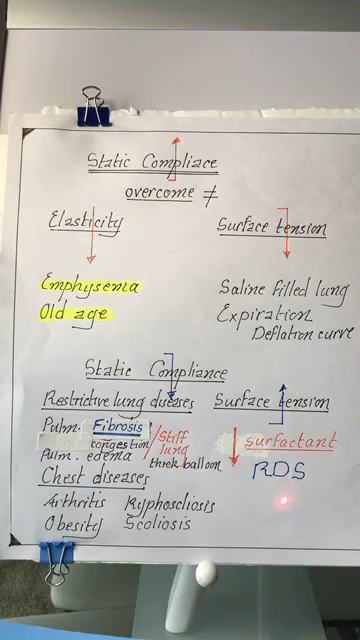 Static Compliace
overcome ≠
Elasticity
Surface tension
Emphysema
Old age
Saline filled lung
Expiration
Deflation curve
Static Compliance
Restrictive lung diseases
Pulm. Fibrosis
congestion
Pulm. edema
/ Stiff lung
thick balloon
Chest diseases
Arthritis Kyphosciosis
Obesity Scoliosis
Surface tension
surfactant
RDS